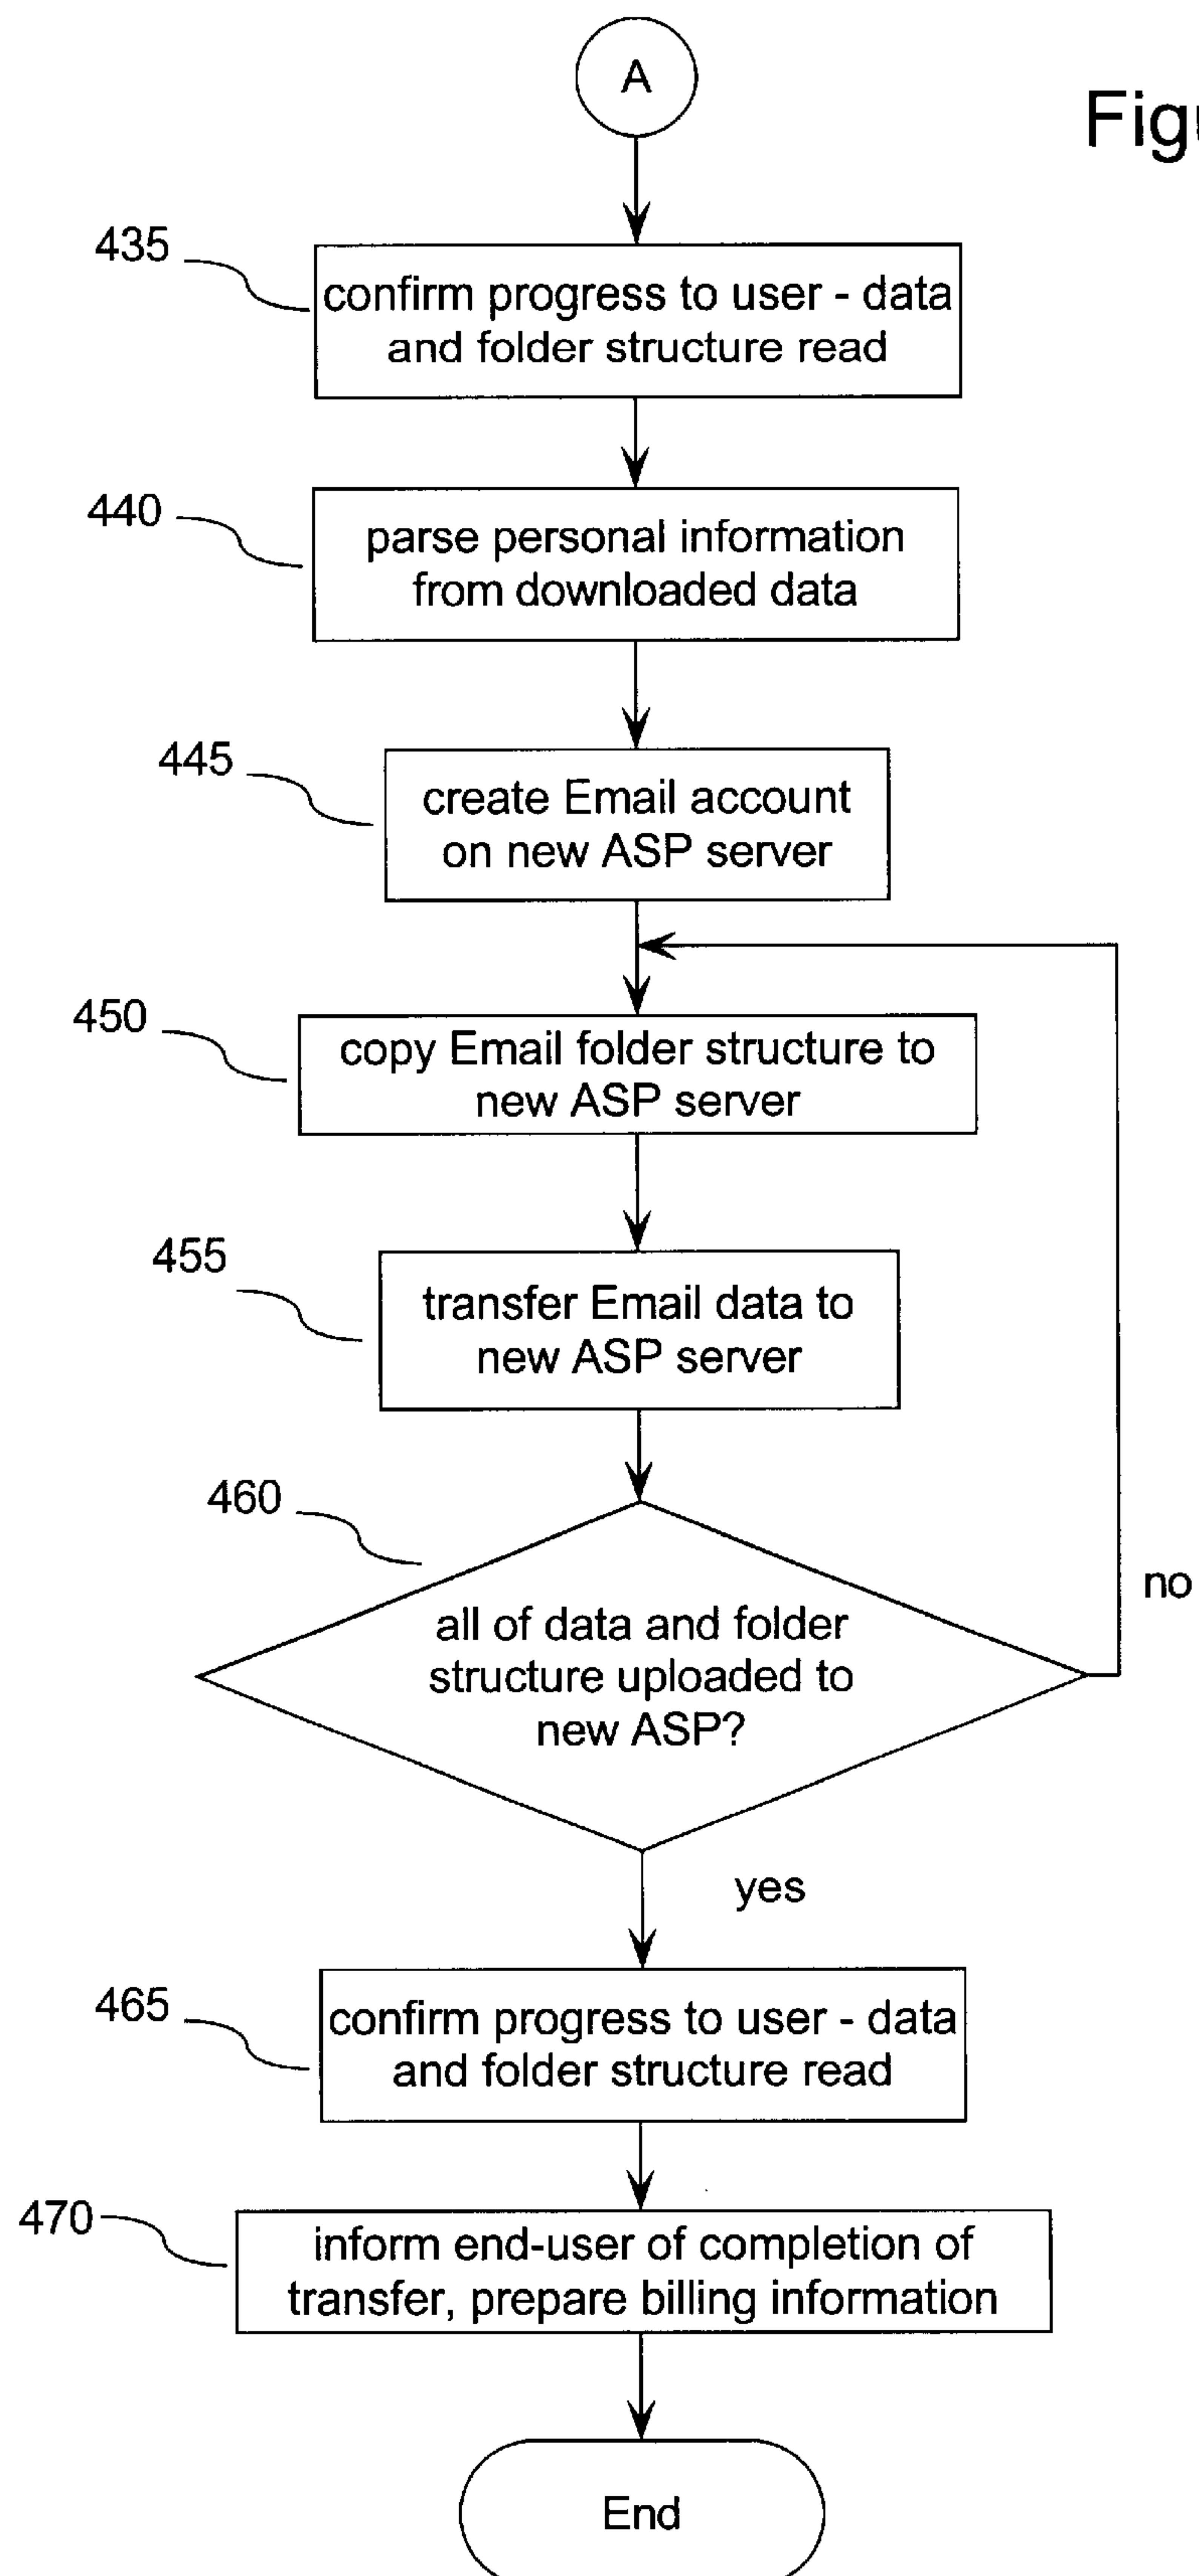 A
435
confirm progress to user - data
and folder structure read
440
parse personal information
from downloaded data
445
create Email account
on new ASP server
450
copy Email folder structure to
new ASP server
455
transfer Email data to
new ASP server
460
all of data and folder
structure uploaded to
new ASP?
no
yes
465
confirm progress to user - data
and folder structure read
470
inform end-user of completion of
transfer, prepare billing information
End